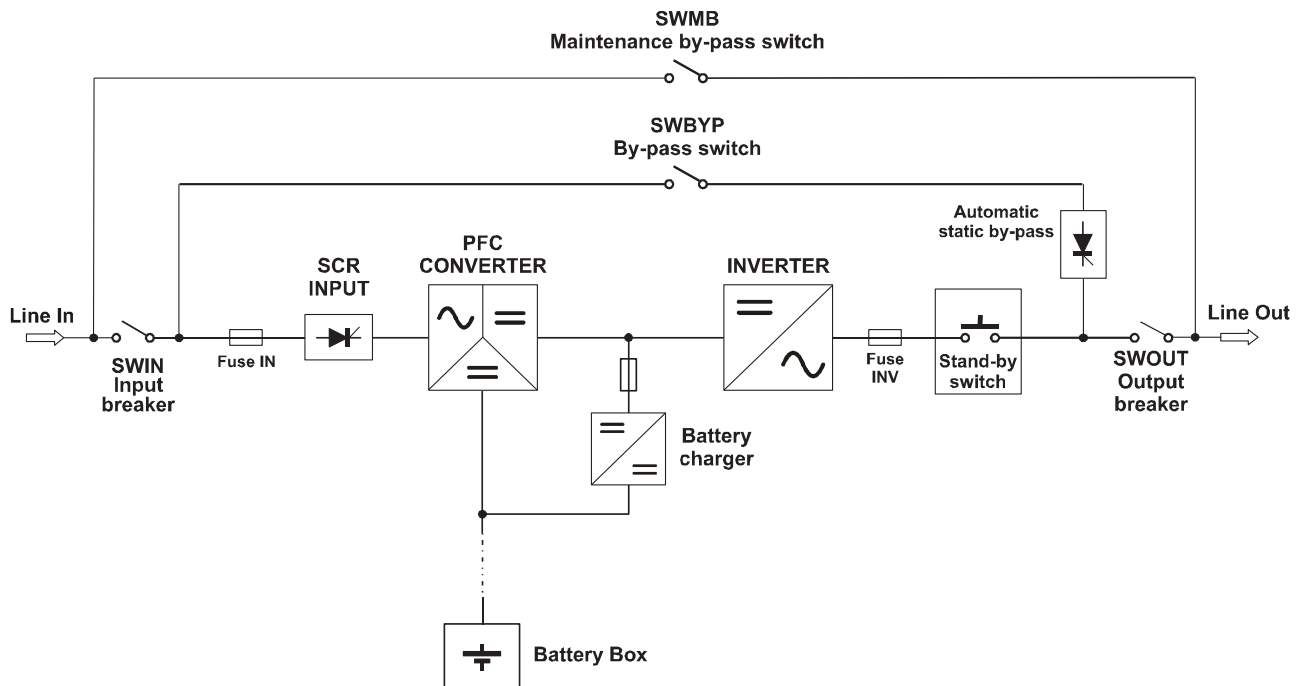 SWMB
Maintenance by-pass switch
SWBYP
By-pass switch
Automatic
static by-pass
PFC
CONVERTER
SCR
INPUT
INVERTER
Line In
Line Out
SWIN
Input
breaker
Fuse IN
Fuse
INV
Stand-by
switch
SWOUT
Output
breaker
Battery
charger
Battery Box